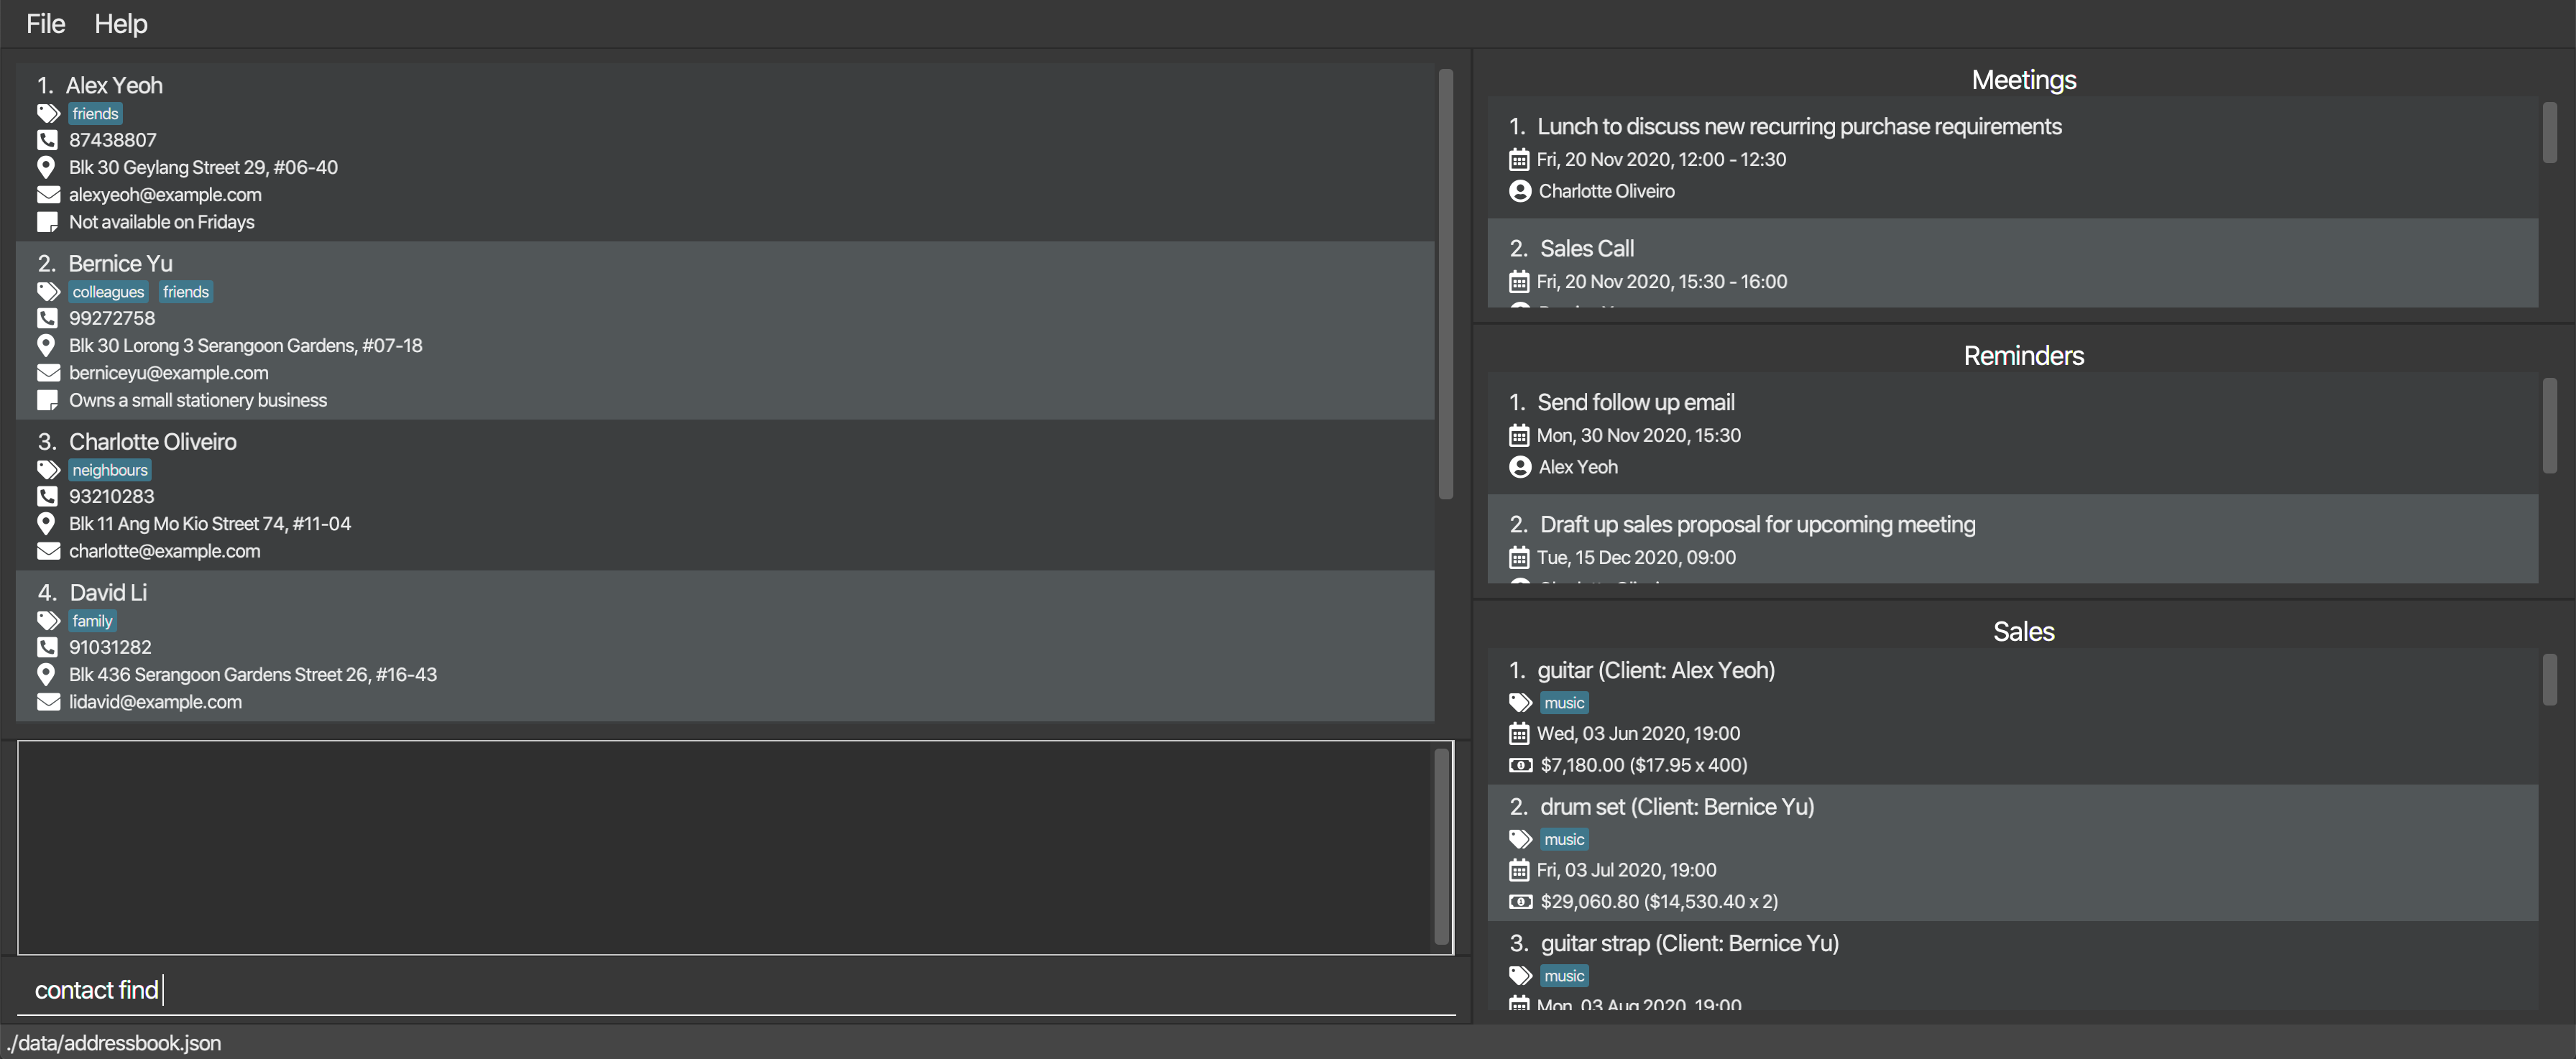 File Help
1. Alex Yeoh
friends
87438807
Blk 30 Geylang Street 29, #06-40
alexyeoh@example.com
Not available on Fridays
2. Bernice Yu
colleagues friends
99272758
Blk 30 Lorong 3 Serangoon Gardens, #07-18
berniceyu@example.com
Owns a small stationery business
3. Charlotte Oliveiro
neighbours
93210283
Blk 11 Ang Mo Kio Street 74, #11-04
charlotte@example.com
4. David Li
family
91031282
Blk 436 Serangoon Gardens Street 26, #16-43
lidavid@example.com
contact find
./data/addressbook.json
Meetings
1. Lunch to discuss new recurring purchase requirements
Fri, 20 Nov 2020, 12:00 - 12:30
Charlotte Oliveiro
2. Sales Call
Fri, 20 Nov 2020, 15:30 - 16:00
Reminders
1. Send follow up email
Mon, 30 Nov 2020, 15:30
Alex Yeoh
2. Draft up sales proposal for upcoming meeting
Tue, 15 Dec 2020, 09:00
Sales
1. guitar (Client: Alex Yeoh)
music
Wed, 03 Jun 2020, 19:00
$7,180.00 ($17.95 x 400)
2. drum set (Client: Bernice Yu)
music
Fri, 03 Jul 2020, 19:00
$29,060.80 ($14,530.40 x 2)
3. guitar strap (Client: Bernice Yu)
music
Mon, 03 Aug 2020, 19:00